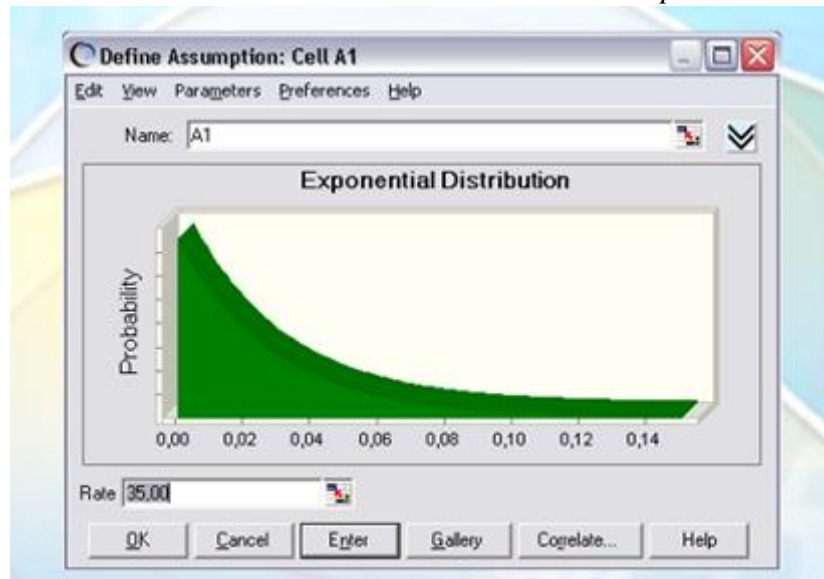 Define Assumption: Cell A1
Edit View Parameters Preferences Help
Name: A1
Exponential Distribution
Probability
0,00 0,02 0,04 0,06 0,08 0,10 0,12 0,14
Rate 35,00
OK Cancel Enter Gallery Correlate... Help